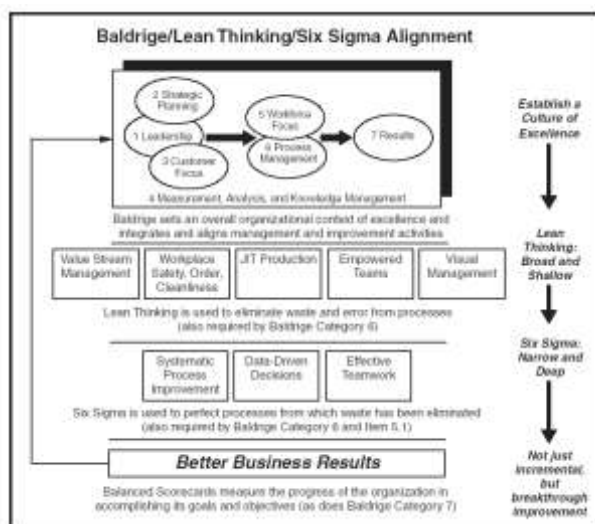 Baldrige/Lean Thinking/Six Sigma Alignment
2 Strategic
Planning
1 Leadership
3 Customer
Focus
5 Workforce
Focus
6 Process
Management
7 Results
4 Measurement, Analysis, and Knowledge Management
Baldrige sets an overall organizational context of excellence and
integrates and aligns management and improvement activities
Value Stream
Management
Workplace
Safety, Order,
Cleanliness
JIT Production
Empowered
Teams
Visual
Management
Lean Thinking is used to eliminate waste and error from processes
(also required by Baldrige Category 6)
Systematic
Process
Improvement
Data-Driven
Decisions
Effective
Teamwork
Six Sigma is used to perfect processes from which waste has been eliminated
(also required by Baldrige Category 6 and Item 5.1)
Better Business Results
Balanced Scorecards measure the progress of the organization in
accomplishing its goals and objectives (as does Baldrige Category 7)
Establish a
Culture of
Excellence
Lean
Thinking:
Broad and
Shallow
Six Sigma:
Narrow and
Deep
Not just
incremental,
but
breakthrough
improvement